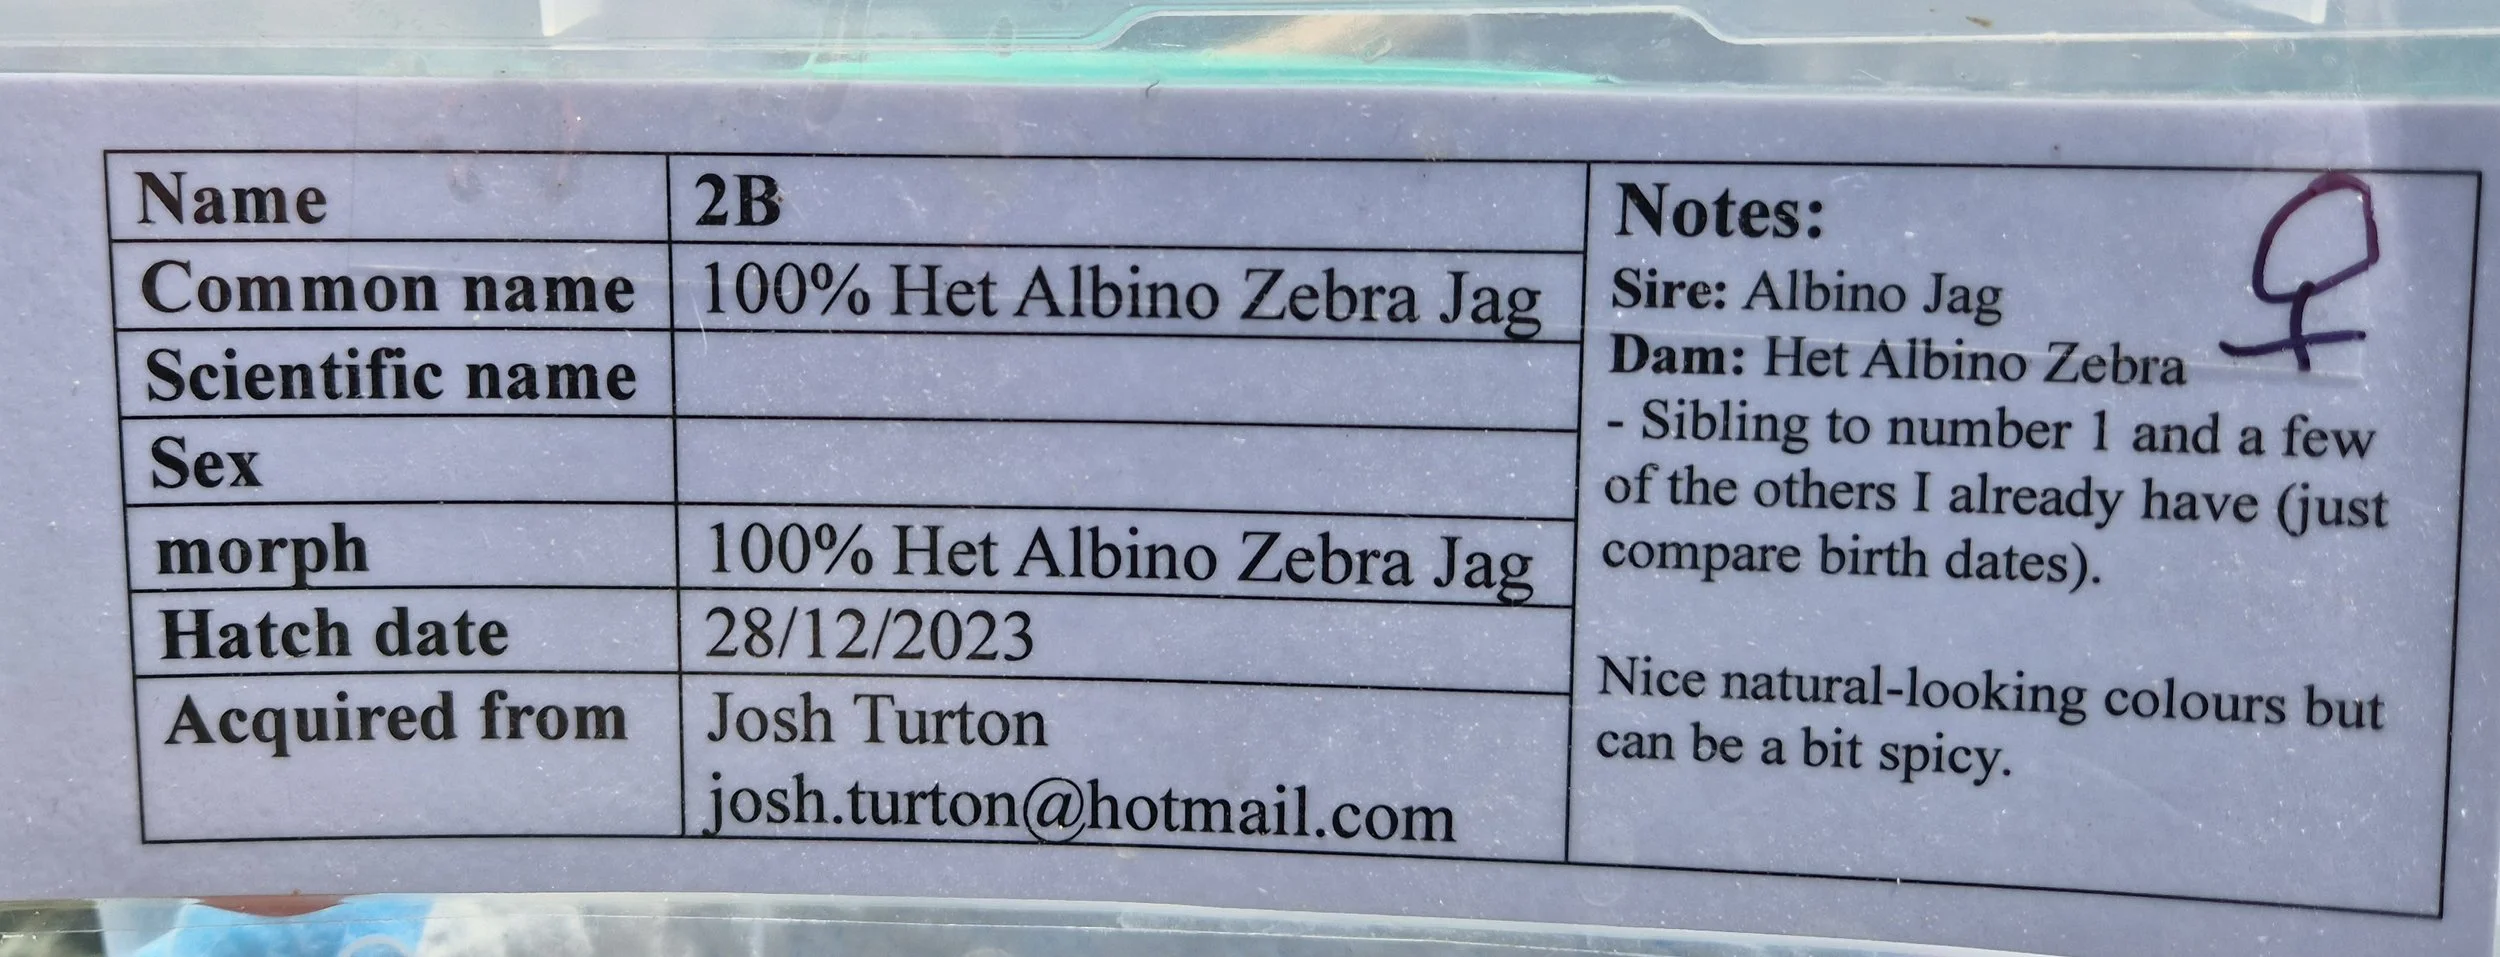 Name
2B
Common name
100% Het Albino Zebra Jag
Scientific name
Sex
morph
100% Het Albino Zebra Jag
Hatch date
28/12/2023
Acquired from
Josh Turton
josh.turton@hotmail.com
Notes:
♀
Sire: Albino Jag
Dam: Het Albino Zebra
- Sibling to number 1 and a few
of the others I already have (just
compare birth dates).
Nice natural-looking colours but
can be a bit spicy.